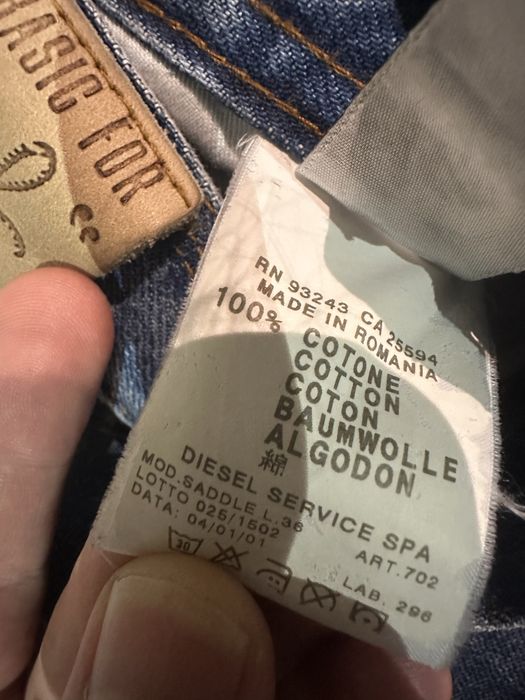 BASIC FOR
RN 93243 CA 25594
MADE IN ROMANIA
100% COTONE
COTTON
COTON
BAUMWOLLE
ALGODON
綿
DIESEL SERVICE SPA
MOD.SADDLE L.36
ART.702
LOTTO 025/1502
DATA: 04/01/01
LAB. 296
30